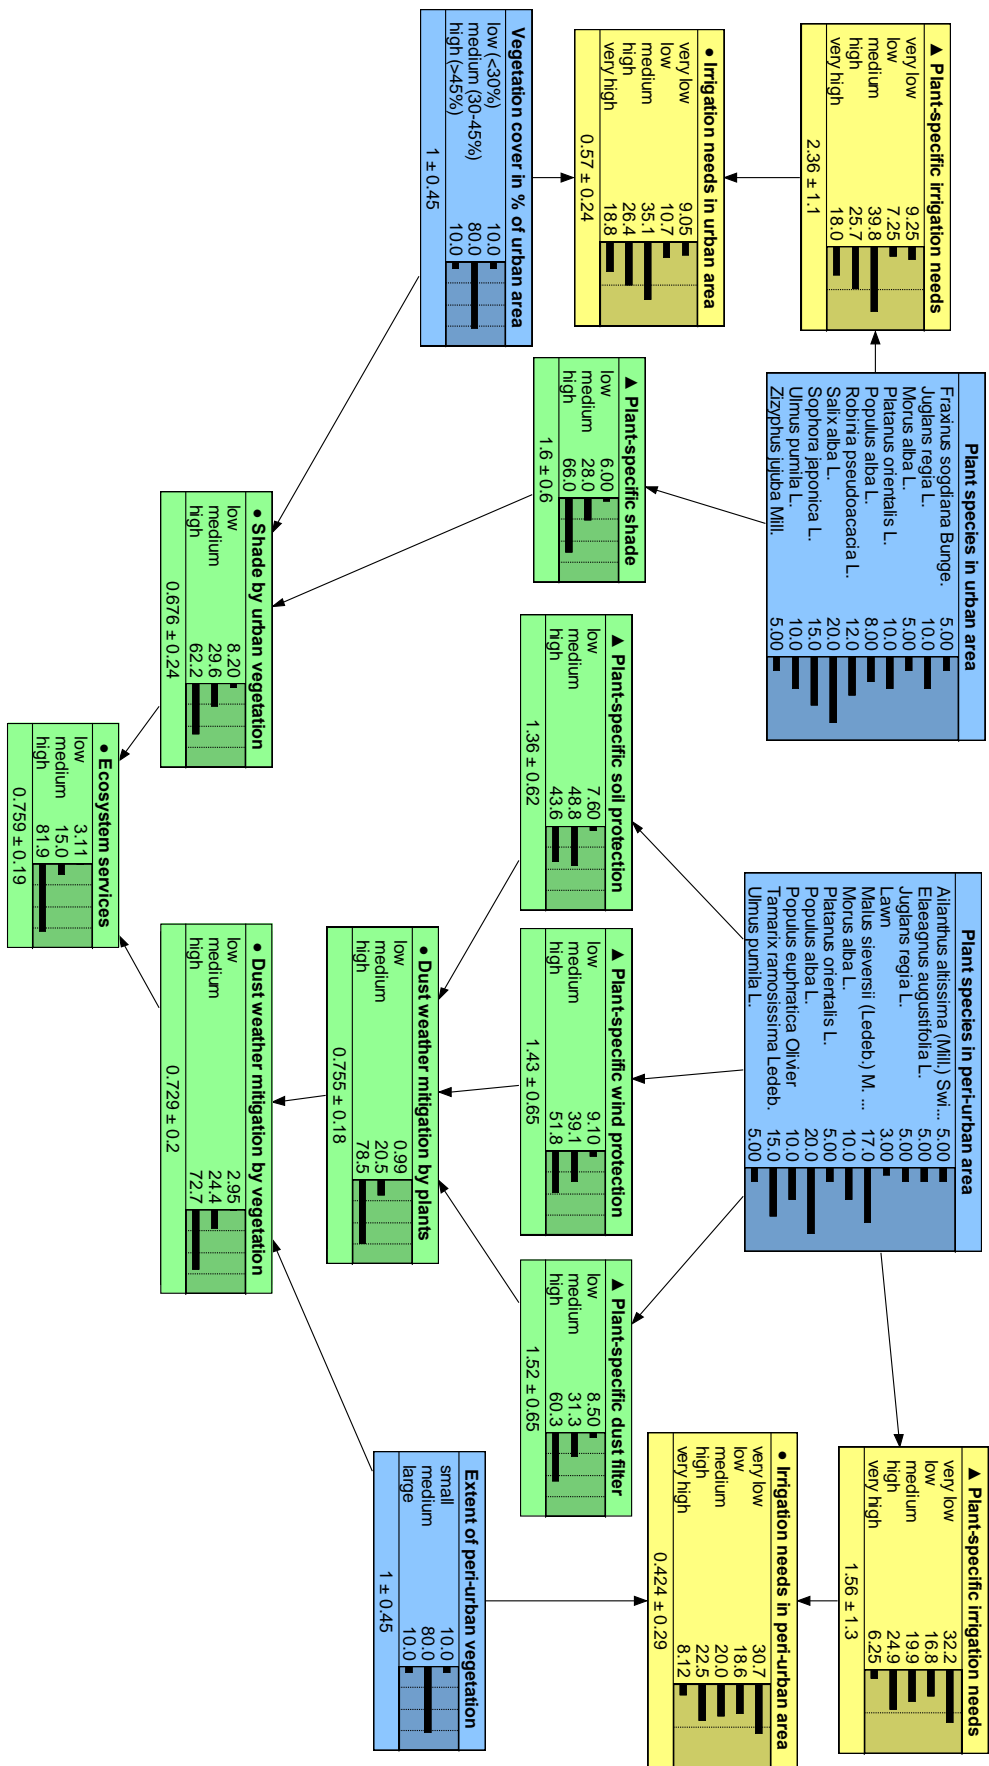 ▲ Plant-specific irrigation needs
very low 9.25
low 7.25
medium 39.8
high 25.7
very high 18.0
2.36 ± 1.1
Plant species in urban area
Fraxinus sogdiana Bunge. 5.00
Juglans regia L. 10.0
Morus alba L. 5.00
Platanus orientalis L. 10.0
Populus alba L. 8.00
Robinia pseudoacacia L. 12.0
Salix alba L. 20.0
Sophora japonica L. 15.0
Ulmus pumila L. 10.0
Zizyphus jujuba Mill. 5.00
Plant species in peri-urban area
Ailanthus altissima (Mill.) Swi... 5.00
Elaeagnus augustifolia L. 5.00
Juglans regia L. 5.00
Lawn 3.00
Malus sieversii (Ledeb.) M. ... 17.0
Morus alba L. 10.0
Platanus orientalis L. 5.00
Populus alba L. 20.0
Populus euphratica Olivier 10.0
Tamarix ramosissima Ledeb. 15.0
Ulmus pumila L. 5.00
▲ Plant-specific irrigation needs
very low 32.2
low 16.8
medium 19.9
high 24.9
very high 6.25
1.56 ± 1.3
● Irrigation needs in urban area
very low 9.05
low 10.7
medium 35.1
high 26.4
very high 18.8
0.57 ± 0.24
● Irrigation needs in peri-urban area
very low 30.7
low 18.6
medium 20.0
high 22.5
very high 8.12
0.424 ± 0.29
Vegetation cover in % of urban area
low (<30%) 10.0
medium (30-45%) 80.0
high (>45%) 10.0
1 ± 0.45
▲ Plant-specific shade
low 6.00
medium 28.0
high 66.0
1.6 ± 0.6
▲ Plant-specific soil protection
low 7.60
medium 48.8
high 43.6
1.36 ± 0.62
▲ Plant-specific wind protection
low 9.10
medium 39.1
high 51.8
1.43 ± 0.65
▲ Plant-specific dust filter
low 8.50
medium 31.3
high 60.3
1.52 ± 0.65
Extent of peri-urban vegetation
small 10.0
medium 80.0
large 10.0
1 ± 0.45
● Dust weather mitigation by plants
low 0.99
medium 20.5
high 78.5
0.755 ± 0.18
● Shade by urban vegetation
low 8.20
medium 29.6
high 62.2
0.676 ± 0.24
● Dust weather mitigation by vegetation
low 2.95
medium 24.4
high 72.7
0.729 ± 0.2
● Ecosystem services
low 3.11
medium 15.0
high 81.9
0.759 ± 0.19